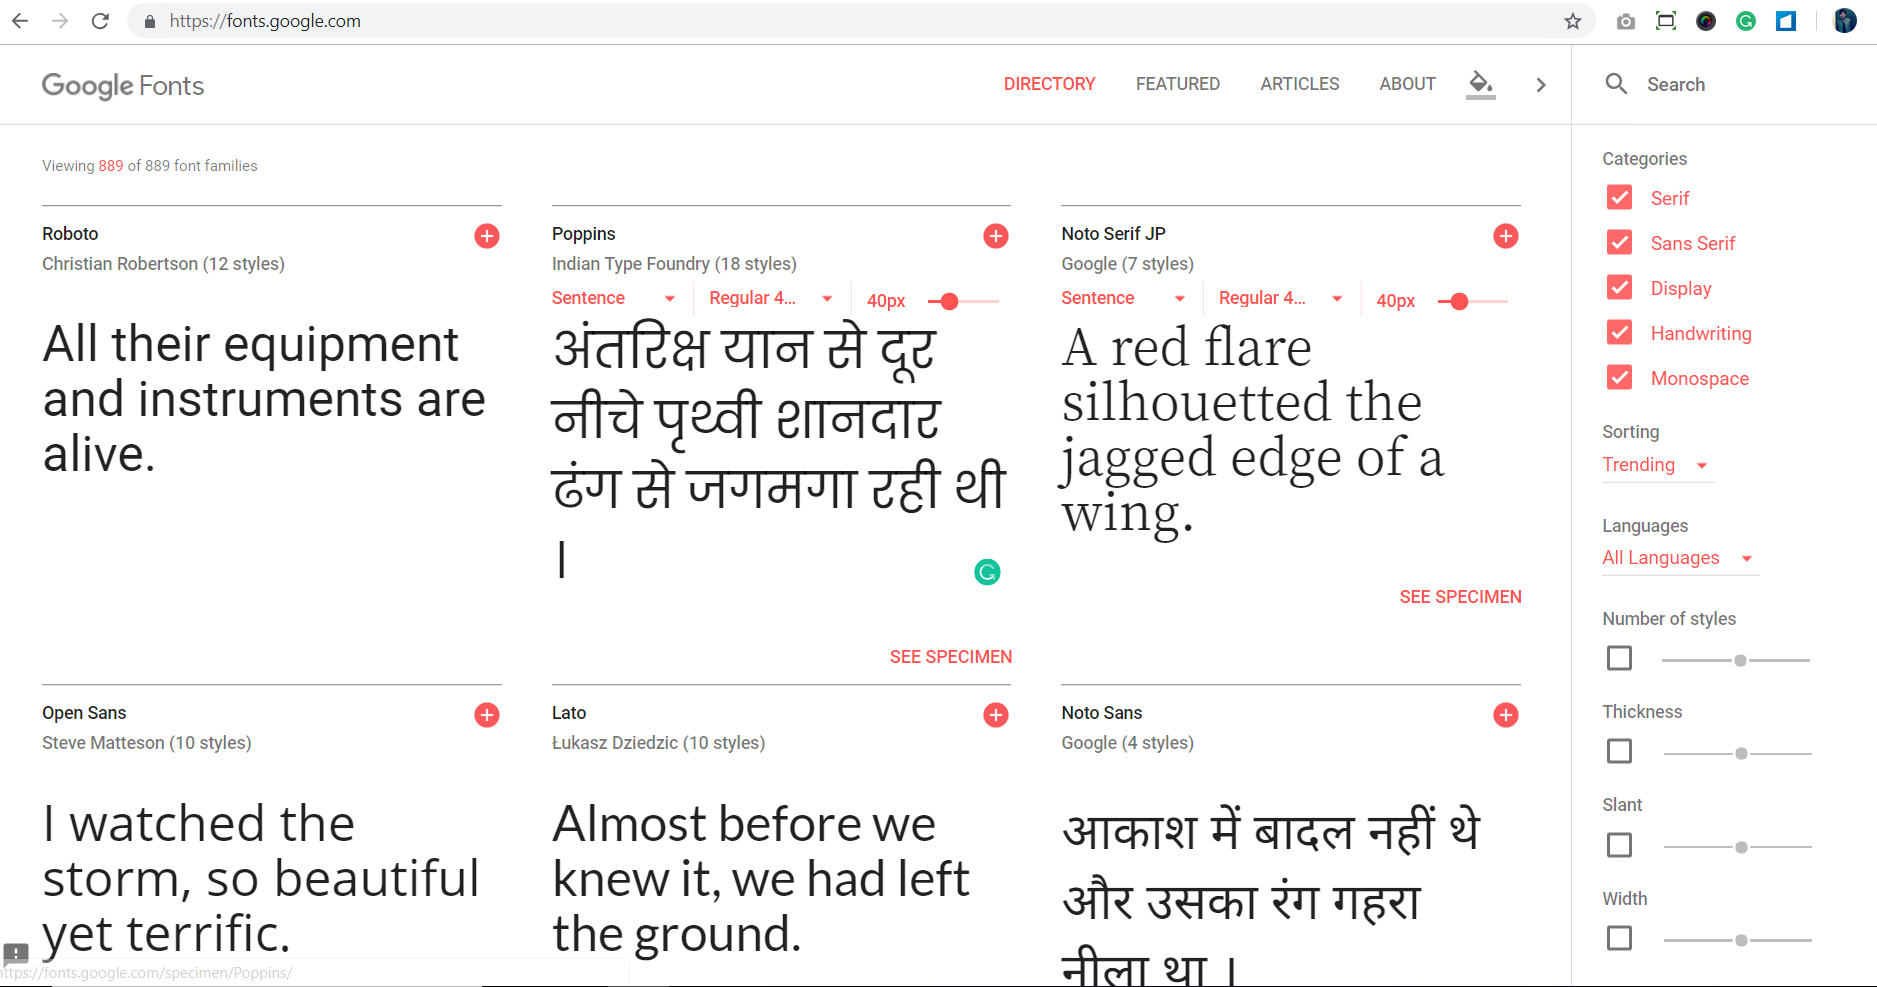 https://fonts.google.com
Google Fonts
DIRECTORY FEATURED ARTICLES ABOUT
Search
Viewing 889 of 889 font families
Roboto
Christian Robertson (12 styles)
All their equipment
and instruments are
alive.
Poppins
Indian Type Foundry (18 styles)
Sentence Regular 4... 40px
अंतरिक्ष यान से दूर
नीचे पृथ्वी शानदार
ढंग से जगमगा रही थी
।
SEE SPECIMEN
Noto Serif JP
Google (7 styles)
Sentence Regular 4... 40px
A red flare
silhouetted the
jagged edge of a
wing.
SEE SPECIMEN
Open Sans
Steve Matteson (10 styles)
I watched the
storm, so beautiful
yet terrific.
Lato
Łukasz Dziedzic (10 styles)
Almost before we
knew it, we had left
the ground.
Noto Sans
Google (4 styles)
आकाश में बादल नहीं थे
और उसका रंग गहरा
नीला था ।
Categories
Serif
Sans Serif
Display
Handwriting
Monospace
Sorting
Trending
Languages
All Languages
Number of styles
Thickness
Slant
Width
https://fonts.google.com/specimen/Poppins/